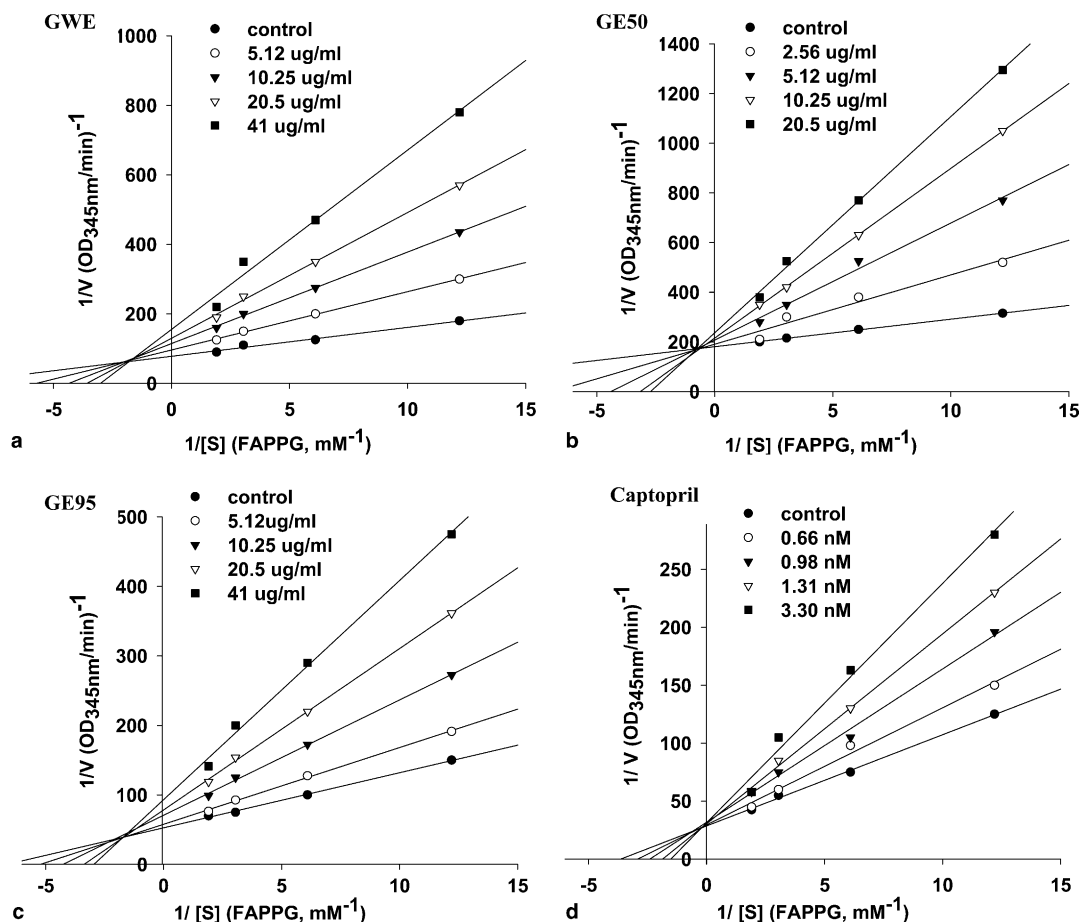 GWE
control
5.12 ug/ml
10.25 ug/ml
20.5 ug/ml
41 ug/ml
1000
800
600
400
200
0
-5
0
5
10
15
1/V (OD345nm/min)-1
1/[S] (FAPPG, mM-1)
a
GE50
control
2.56 ug/ml
5.12 ug/ml
10.25 ug/ml
20.5 ug/ml
1400
1200
1000
800
600
400
200
0
-5
0
5
10
15
1/V (OD345nm/min)-1
1/ [S] (FAPPG, mM-1)
b
GE95
control
5.12ug/ml
10.25 ug/ml
20.5 ug/ml
41 ug/ml
500
400
300
200
100
0
-5
0
5
10
15
1/V (OD345nm/min)-1
1/ [S] (FAPPG, mM-1)
c
Captopril
control
0.66 nM
0.98 nM
1.31 nM
3.30 nM
250
200
150
100
50
0
-5
0
5
10
15
1/ V (OD345nm/min)-1
1/ [S] (FAPPG, mM-1)
d